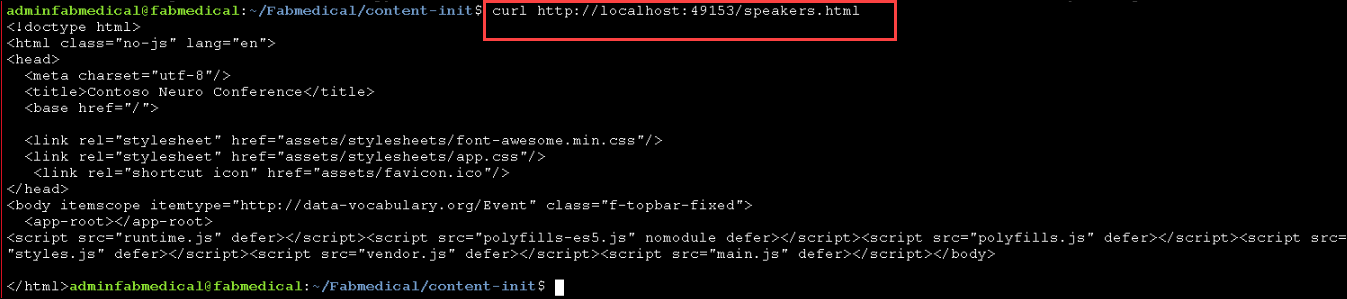 adminfabmedical@fabmedical:~/Fabmedical/content-init$ curl http://localhost:49153/speakers.html
<!doctype html>
<html class="no-js" lang="en">
<head>
  <meta charset="utf-8"/>
  <title>Contoso Neuro Conference</title>
  <base href="/">
  <link rel="stylesheet" href="assets/stylesheets/font-awesome.min.css"/>
  <link rel="stylesheet" href="assets/stylesheets/app.css"/>
   <link rel="shortcut icon" href="assets/favicon.ico"/>
</head>
<body itemscope itemtype="http://data-vocabulary.org/Event" class="f-topbar-fixed">
  <app-root></app-root>
<script src="runtime.js" defer></script><script src="polyfills-es5.js" nomodule defer></script><script src="polyfills.js" defer></script><script src=
"styles.js" defer></script><script src="vendor.js" defer></script><script src="main.js" defer></script></body>
</html>adminfabmedical@fabmedical:~/Fabmedical/content-init$